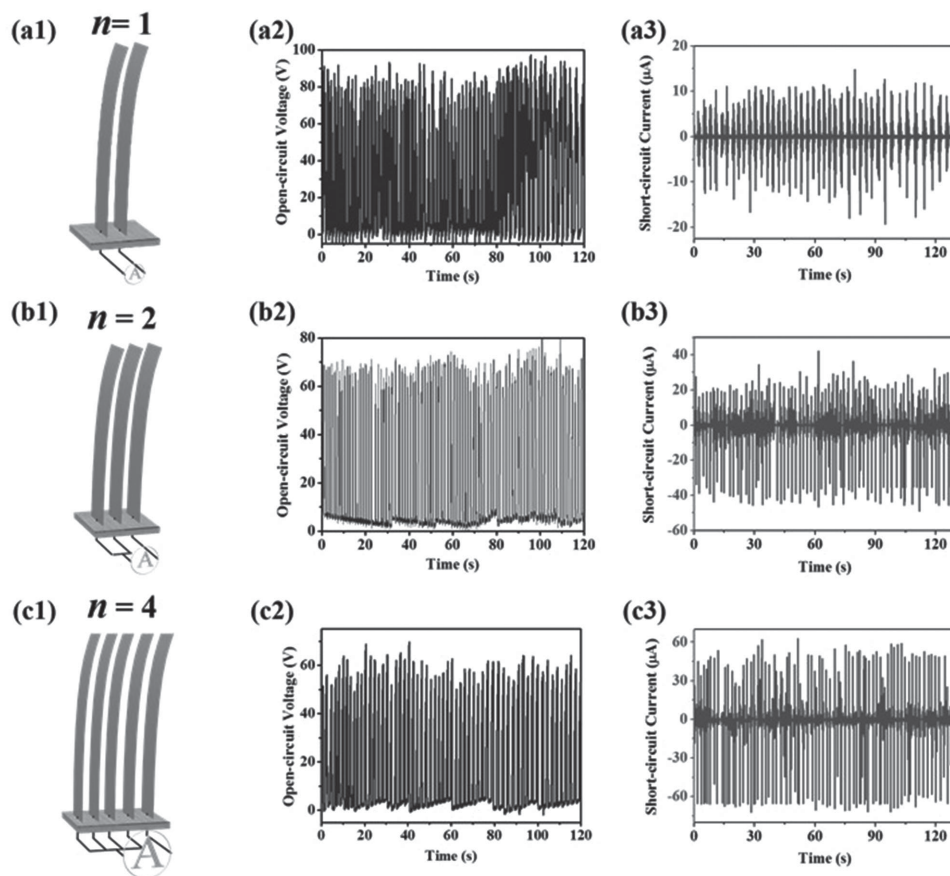 (a1) n= 1
A
(a2)
Open-circuit Voltage (V)
100
80
60
40
20
0
0 20 40 60 80 100 120
Time (s)
(a3)
Short-circuit Current (μA)
20
10
0
-10
-20
0 30 60 90 120
Time (s)
(b1) n = 2
A
(b2)
Open-circuit Voltage (V)
80
60
40
20
0
0 20 40 60 80 100 120
Time (s)
(b3)
Short-circuit Current (μA)
40
20
0
-20
-40
-60
0 30 60 90 120
Time (s)
(c1) n = 4
A
(c2)
Open-circuit Voltage (V)
60
40
20
0
0 20 40 60 80 100 120
Time (s)
(c3)
Short-circuit Current (μA)
60
30
0
-30
-60
0 30 60 90 120
Time (s)